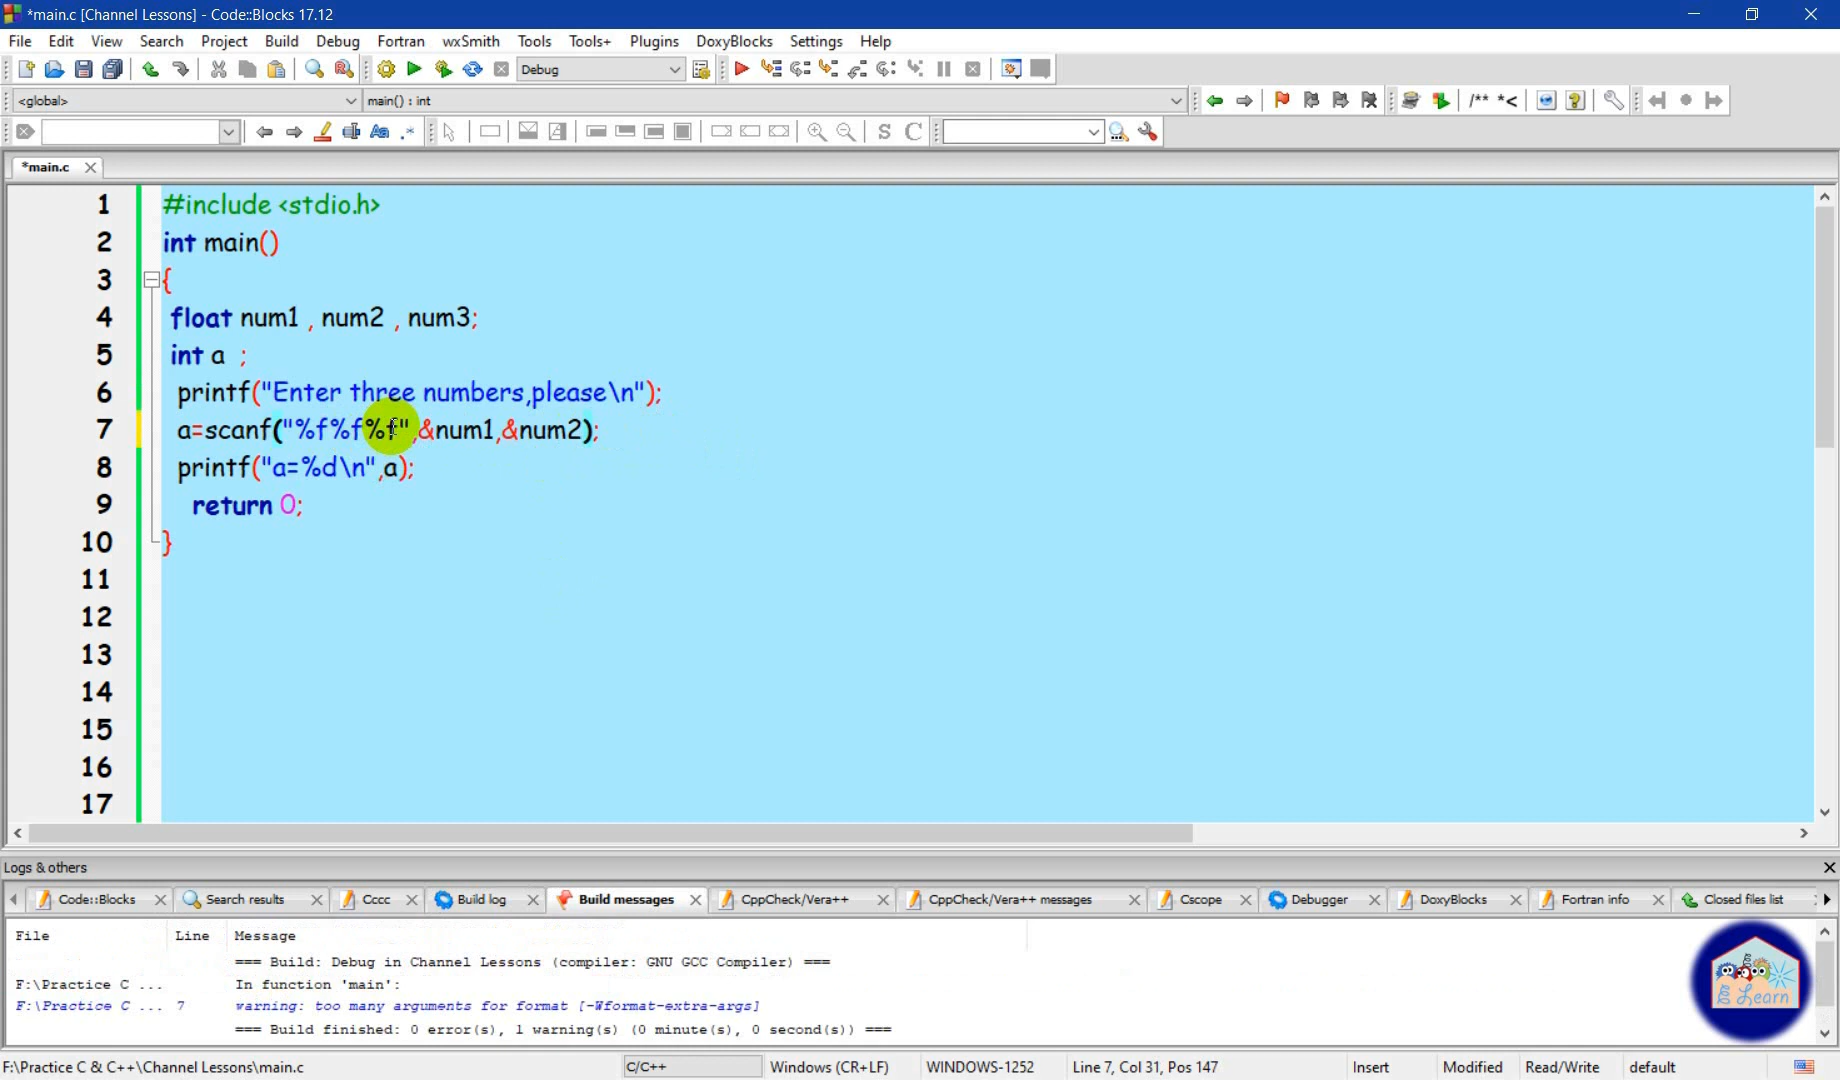 *main.c [Channel Lessons] - Code::Blocks 17.12
File Edit View Search Project Build Debug Fortran wxSmith Tools Tools+ Plugins DoxyBlocks Settings Help
Debug
<global> main() : int /** *<
Aa .* S C
*main.c
1 #include <stdio.h>
2 int main()
3 {
4 float num1 , num2 , num3;
5 int a ;
6 printf("Enter three numbers,please\n");
7 a=scanf("%f%f%f",&num1,&num2);
8 printf("a=%d\n",a);
9 return 0;
10 }
11
12
13
14
15
16
17
Logs & others
Code::Blocks Search results Cccc Build log Build messages CppCheck/Vera++ CppCheck/Vera++ messages Cscope Debugger DoxyBlocks Fortran info Closed files list
File Line Message
=== Build: Debug in Channel Lessons (compiler: GNU GCC Compiler) ===
F:\Practice C ... In function 'main':
F:\Practice C ... 7 warning: too many arguments for format [-Wformat-extra-args]
=== Build finished: 0 error(s), 1 warning(s) (0 minute(s), 0 second(s)) ===
Learn
F:\Practice C & C++\Channel Lessons\main.c C/C++ Windows (CR+LF) WINDOWS-1252 Line 7, Col 31, Pos 147 Insert Modified Read/Write default